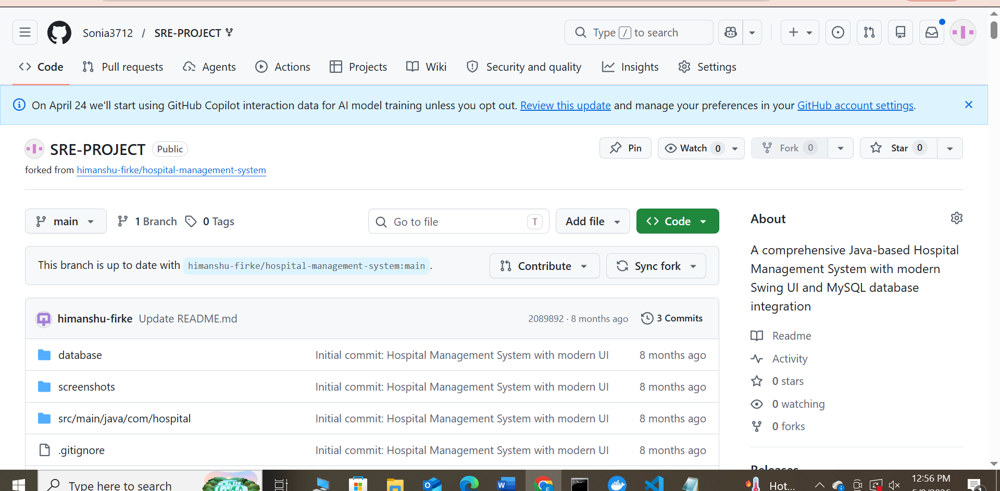 Sonia3712 / SRE-PROJECT
Type / to search
Code Pull requests Agents Actions Projects Wiki Security and quality Insights Settings
On April 24 we'll start using GitHub Copilot interaction data for AI model training unless you opt out. Review this update and manage your preferences in your GitHub account settings.
SRE-PROJECT Public
Pin Watch 0 Fork 0 Star 0
forked from himanshu-firke/hospital-management-system
main 1 Branch 0 Tags
Go to file T Add file Code
This branch is up to date with himanshu-firke/hospital-management-system:main.
Contribute Sync fork
himanshu-firke Update README.md 2089892 · 8 months ago 3 Commits
database Initial commit: Hospital Management System with modern UI 8 months ago
screenshots Initial commit: Hospital Management System with modern UI 8 months ago
src/main/java/com/hospital Initial commit: Hospital Management System with modern UI 8 months ago
.gitignore Initial commit: Hospital Management System with modern UI 8 months ago
About
A comprehensive Java-based Hospital
Management System with modern
Swing UI and MySQL database
integration
Readme
Activity
0 stars
0 watching
0 forks
Releases
Type here to search
Hot...
12:56 PM